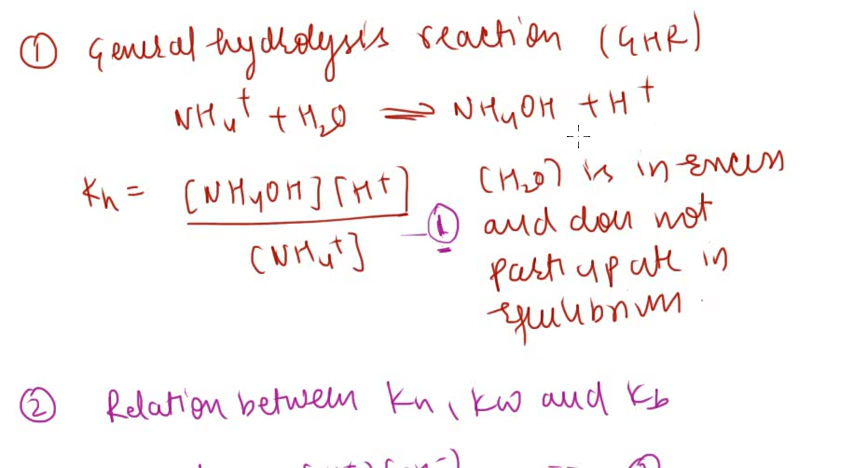 ① General hydrolysis reaction (GHR)
NH₄⁺ + H₂O ⇌ NH₄OH + H⁺
Kh = [NH₄OH][H⁺] / [NH₄⁺] —①
[H₂O] is in excess
and does not
participate in
equilibrium.
② Relation between Kh, Kw and Kb